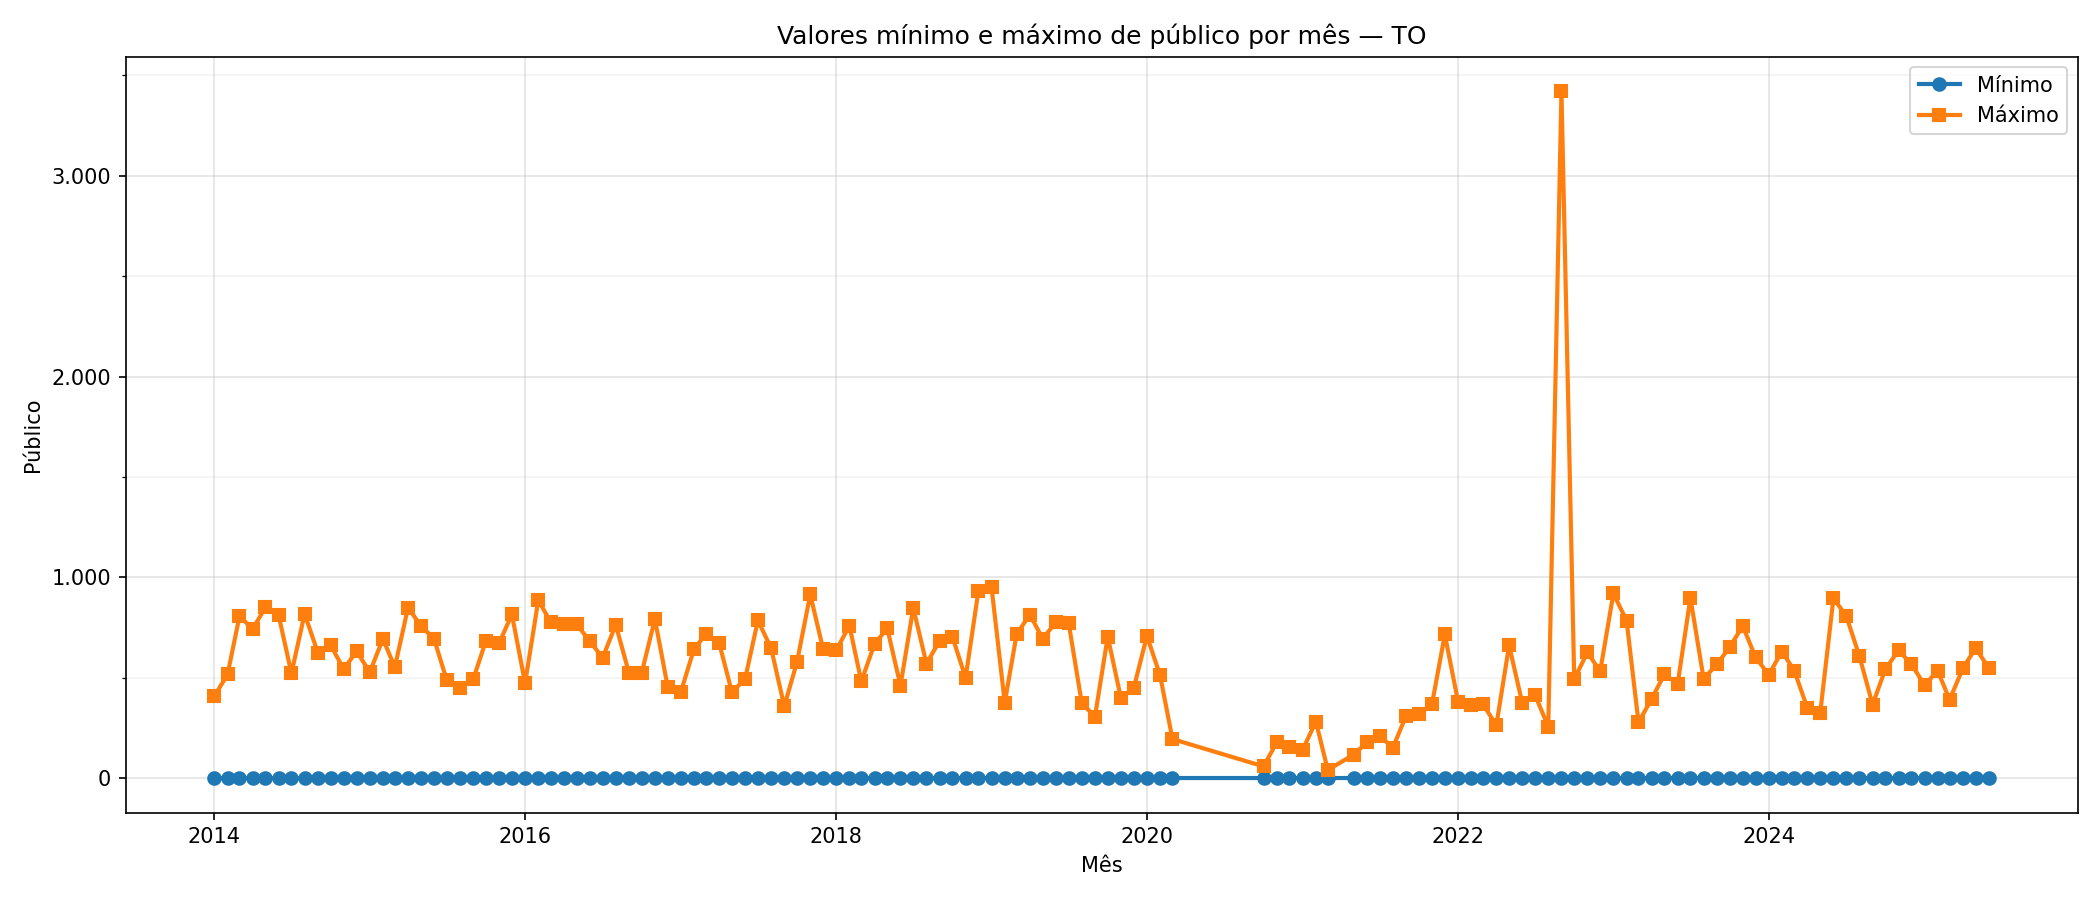 Valores mínimo e máximo de público por mês — TO
Mínimo
Máximo
3.000
2.000
1.000
0
Público
2014 2016 2018 2020 2022 2024
Mês